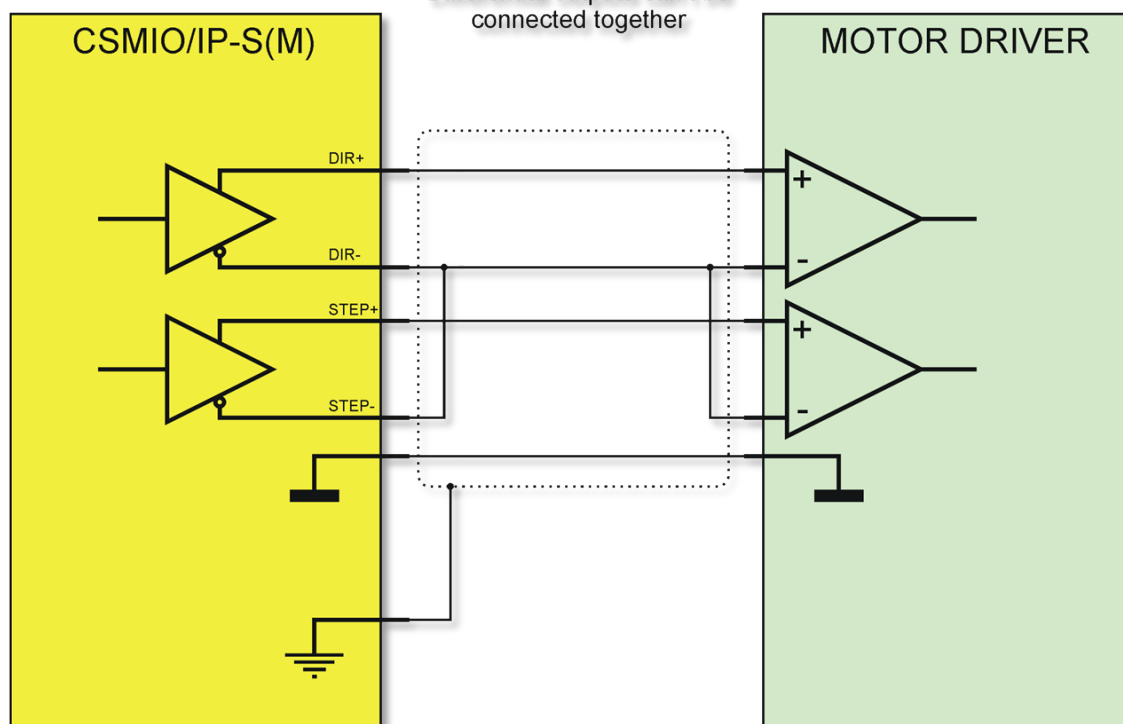 connected together
CSMIO/IP-S(M)
MOTOR DRIVER
DIR+
+
DIR-
-
STEP+
+
STEP-
-